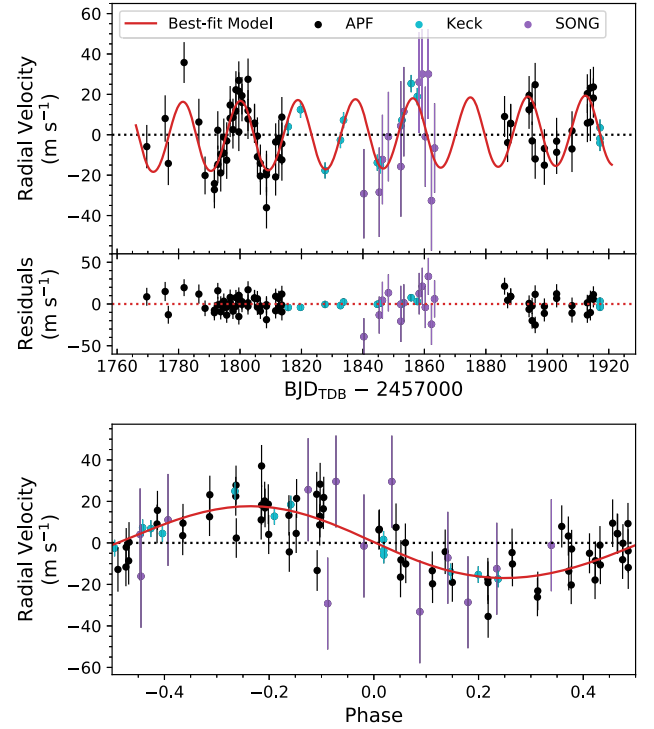 Best-fit Model APF Keck SONG
60
40
20
0
−20
−40
Radial Velocity
(m s⁻¹)
50
0
−50
Residuals
1760 1780 1800 1820 1840 1860 1880 1900 1920
BJD_TDB − 2457000
60
40
20
0
−20
−40
−60
Radial Velocity
(m s⁻¹)
−0.4 −0.2 0.0 0.2 0.4
Phase